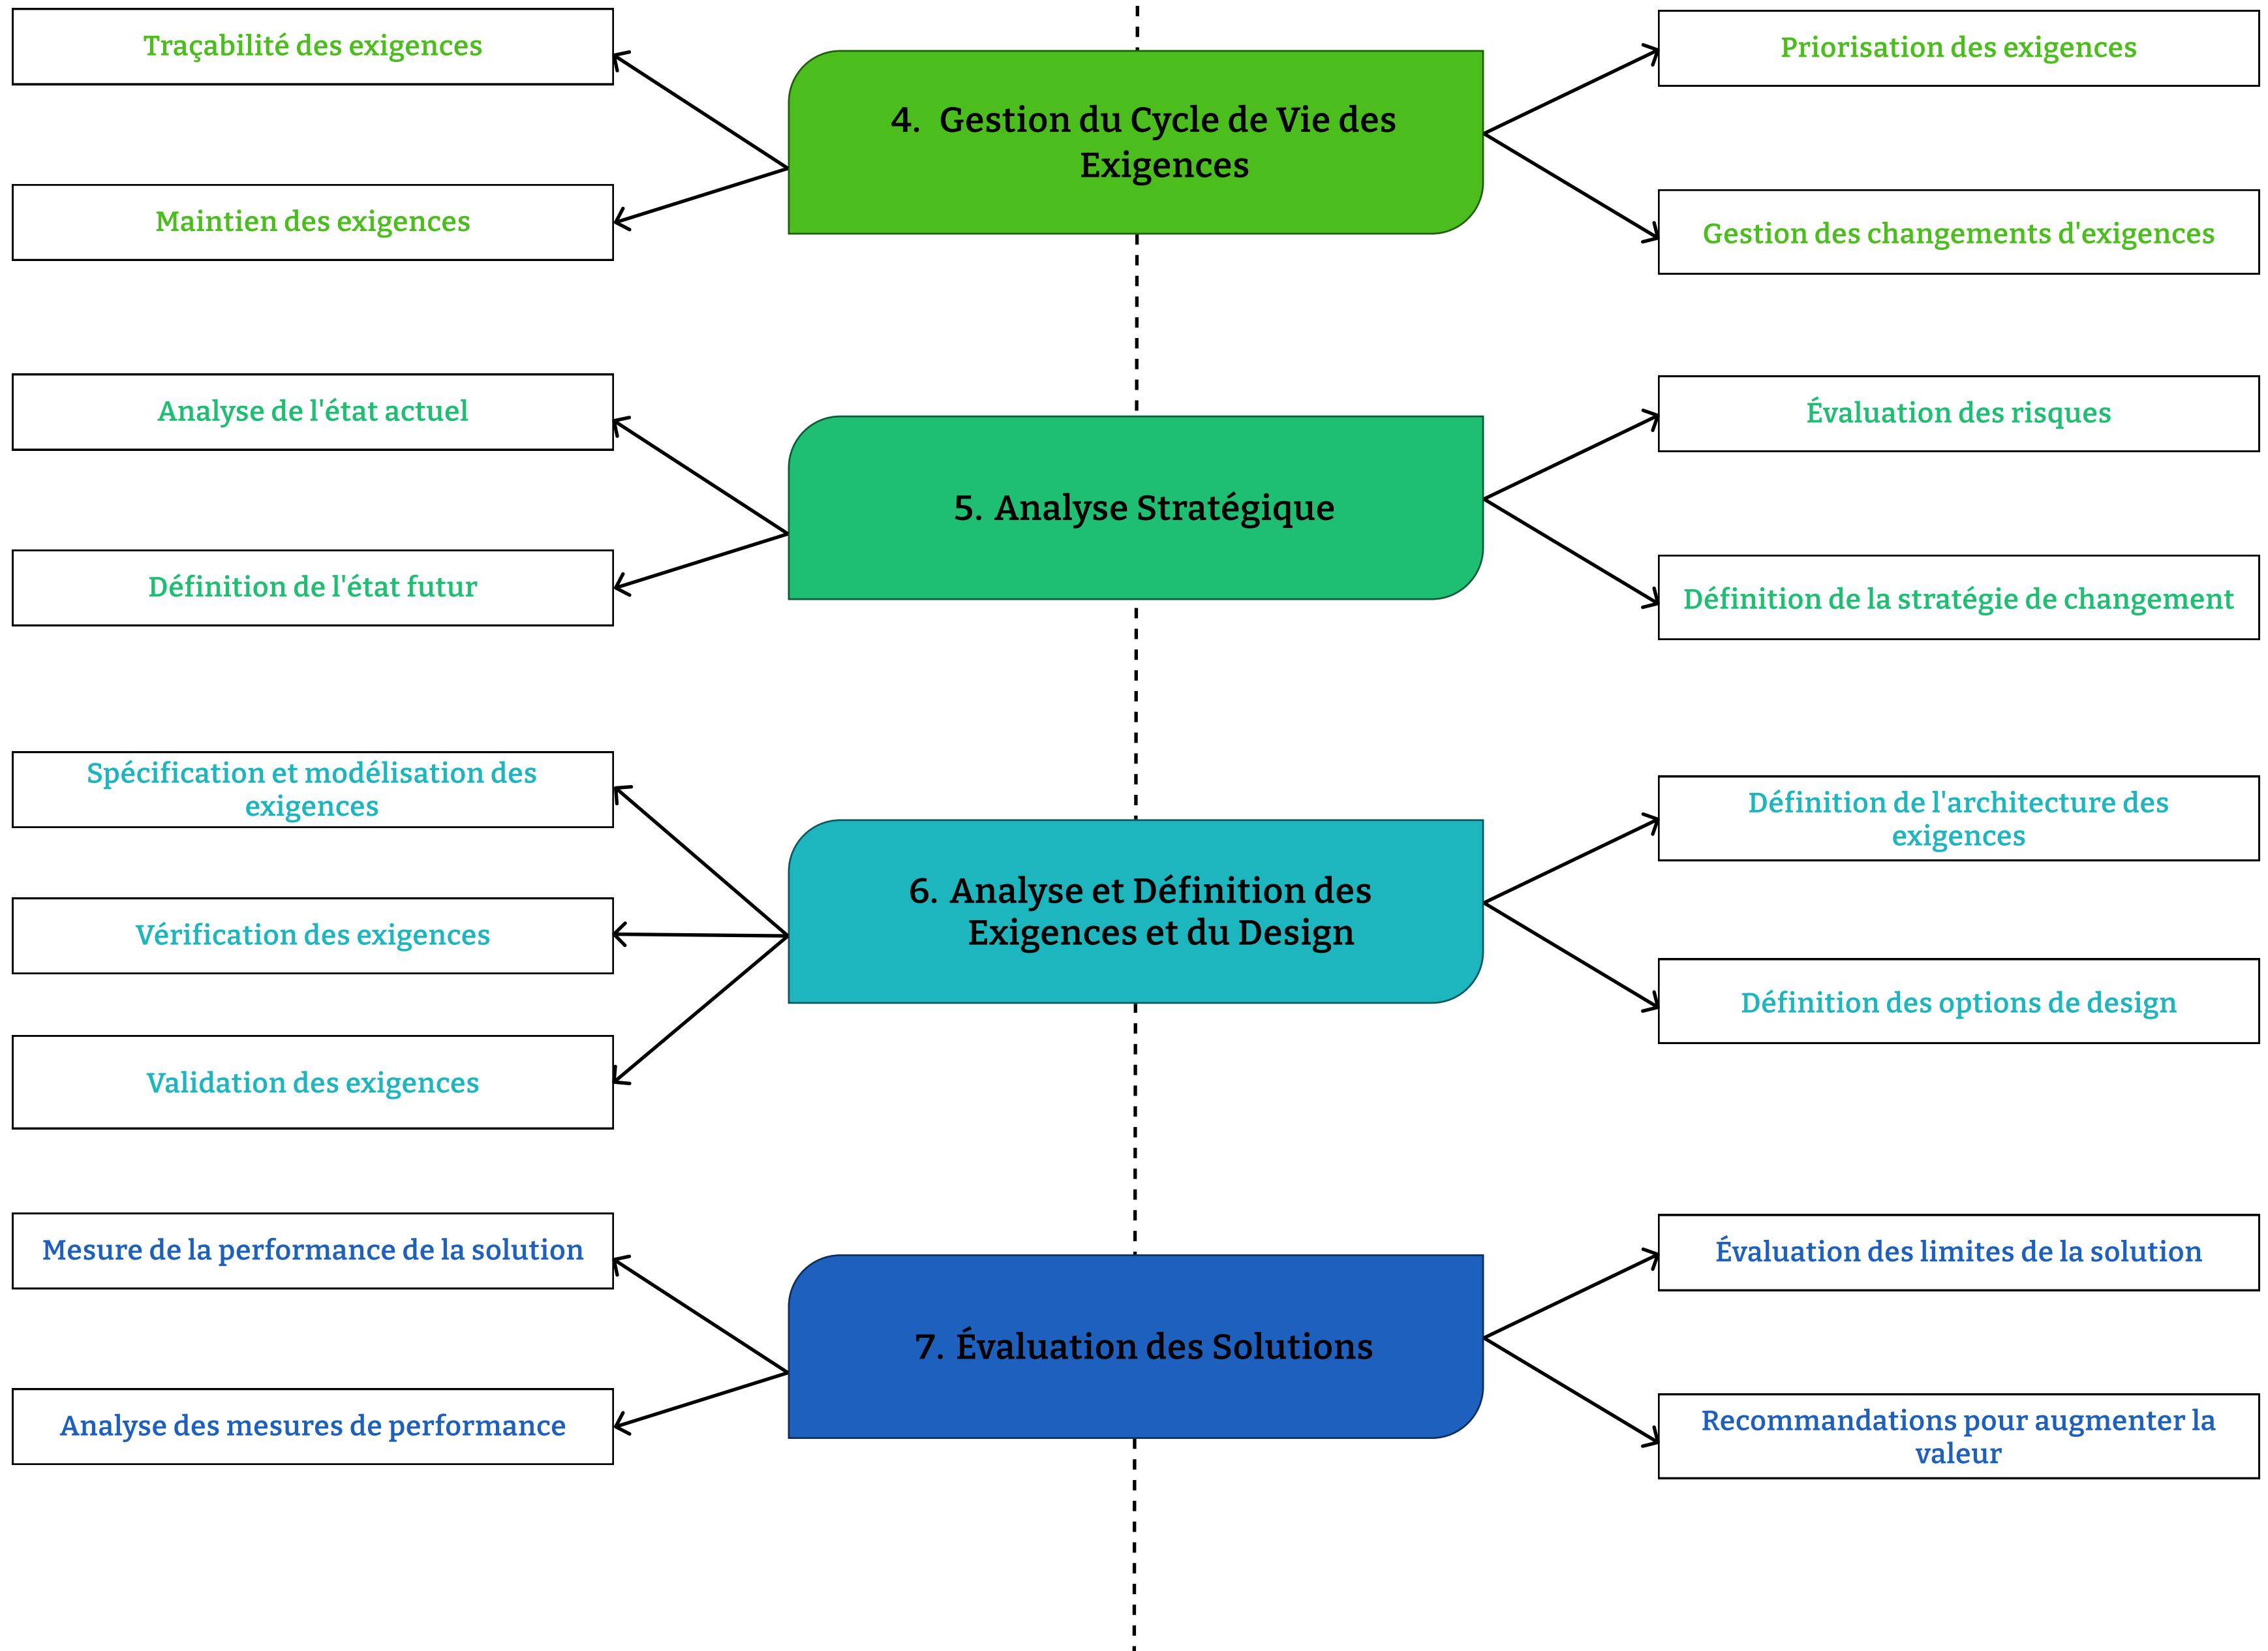 Traçabilité des exigences
Maintien des exigences
4. Gestion du Cycle de Vie des
Exigences
Priorisation des exigences
Gestion des changements d'exigences
Analyse de l'état actuel
Définition de l'état futur
5. Analyse Stratégique
Évaluation des risques
Définition de la stratégie de changement
Spécification et modélisation des
exigences
Vérification des exigences
Validation des exigences
6. Analyse et Définition des
Exigences et du Design
Définition de l'architecture des
exigences
Définition des options de design
Mesure de la performance de la solution
Analyse des mesures de performance
7. Évaluation des Solutions
Évaluation des limites de la solution
Recommandations pour augmenter la
valeur